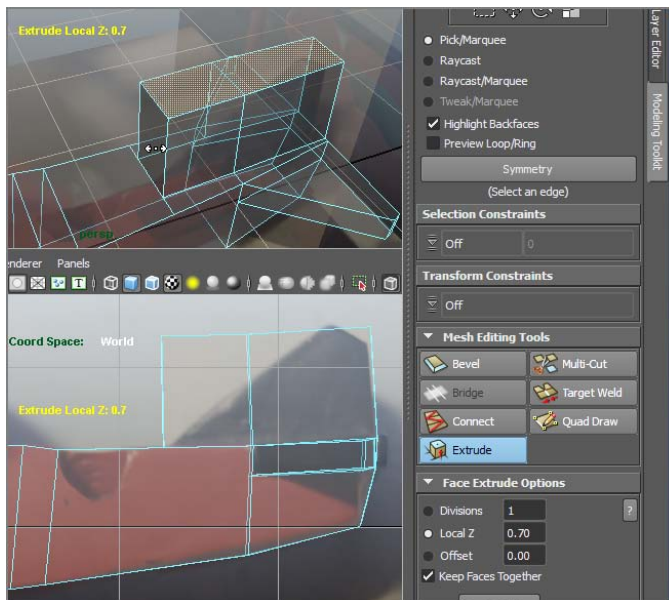 Extrude Local Z: 0.7
persp
Panels
T
Coord Space: World
Extrude Local Z: 0.7
Pick/Marquee
Raycast
Raycast/Marquee
Tweak/Marquee
Highlight Backfaces
Preview Loop/Ring
Symmetry
(Select an edge)
Selection Constraints
Off 0
Transform Constraints
Off
Mesh Editing Tools
Bevel Multi-Cut
Bridge Target Weld
Connect Quad Draw
Extrude
Face Extrude Options
Divisions 1 ?
Local Z 0.70
Offset 0.00
Keep Faces Together
Layer Editor
Modeling Toolkit